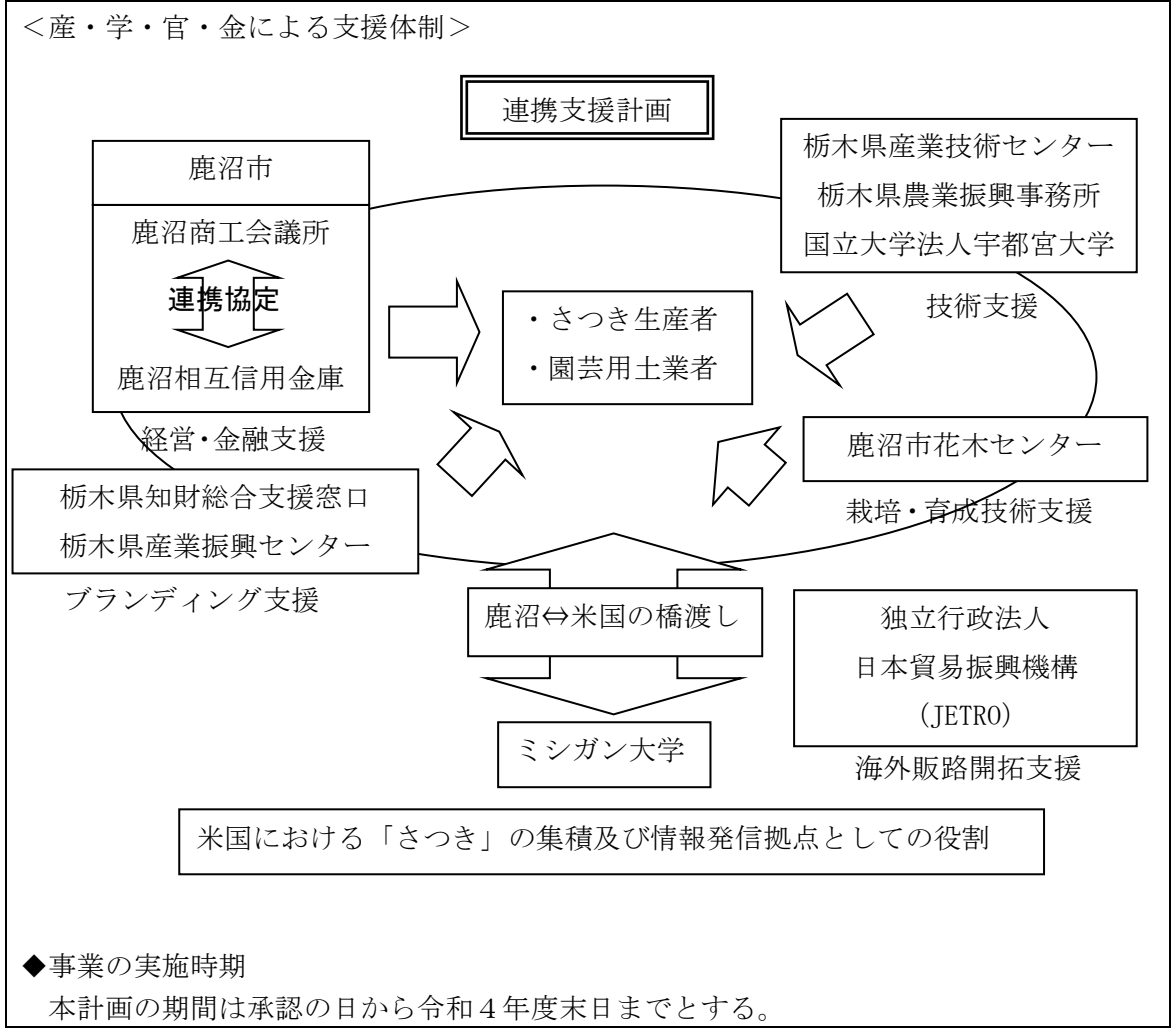 ＜産・学・官・金による支援体制＞
連携支援計画
鹿沼市
鹿沼商工会議所
連携協定
鹿沼相互信用金庫
経営・金融支援
栃木県産業技術センター
栃木県農業振興事務所
国立大学法人宇都宮大学
技術支援
・さつき生産者
・園芸用土業者
鹿沼市花木センター
栽培・育成技術支援
栃木県知財総合支援窓口
栃木県産業振興センター
ブランディング支援
鹿沼⇔米国の橋渡し
ミシガン大学
独立行政法人
日本貿易振興機構
（JETRO）
海外販路開拓支援
米国における「さつき」の集積及び情報発信拠点としての役割
◆事業の実施時期
本計画の期間は承認の日から令和４年度末日までとする。